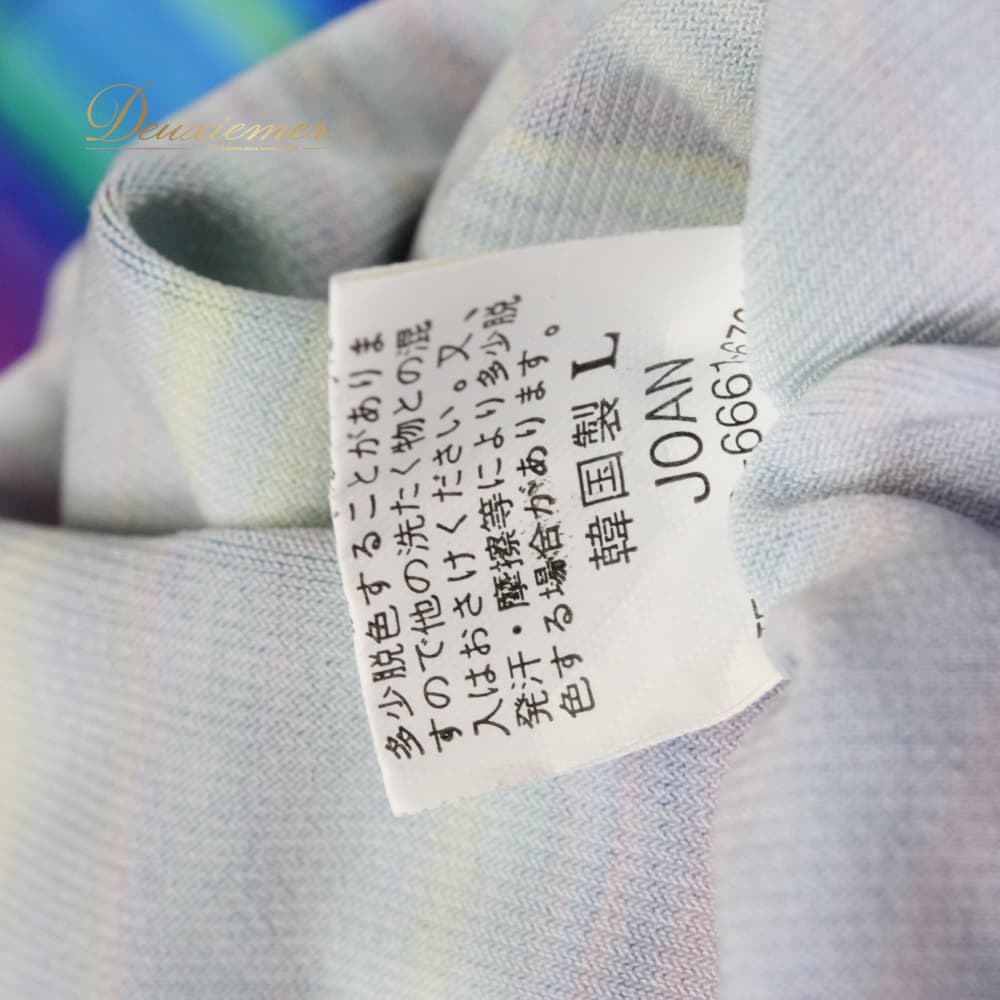 Deuxiemer
多少脱色することがありま
すので他の洗たく物との混
入はおさけください。又、
発汗・摩擦等により多少脱
色する場合があります。
韓国製 L
JOAN